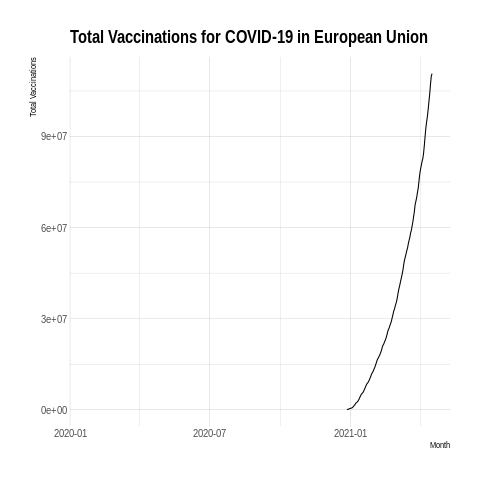 Total Vaccinations for COVID-19 in European Union
Total Vaccinations
9e+07
6e+07
3e+07
0e+00
2020-01 2020-07 2021-01
Month